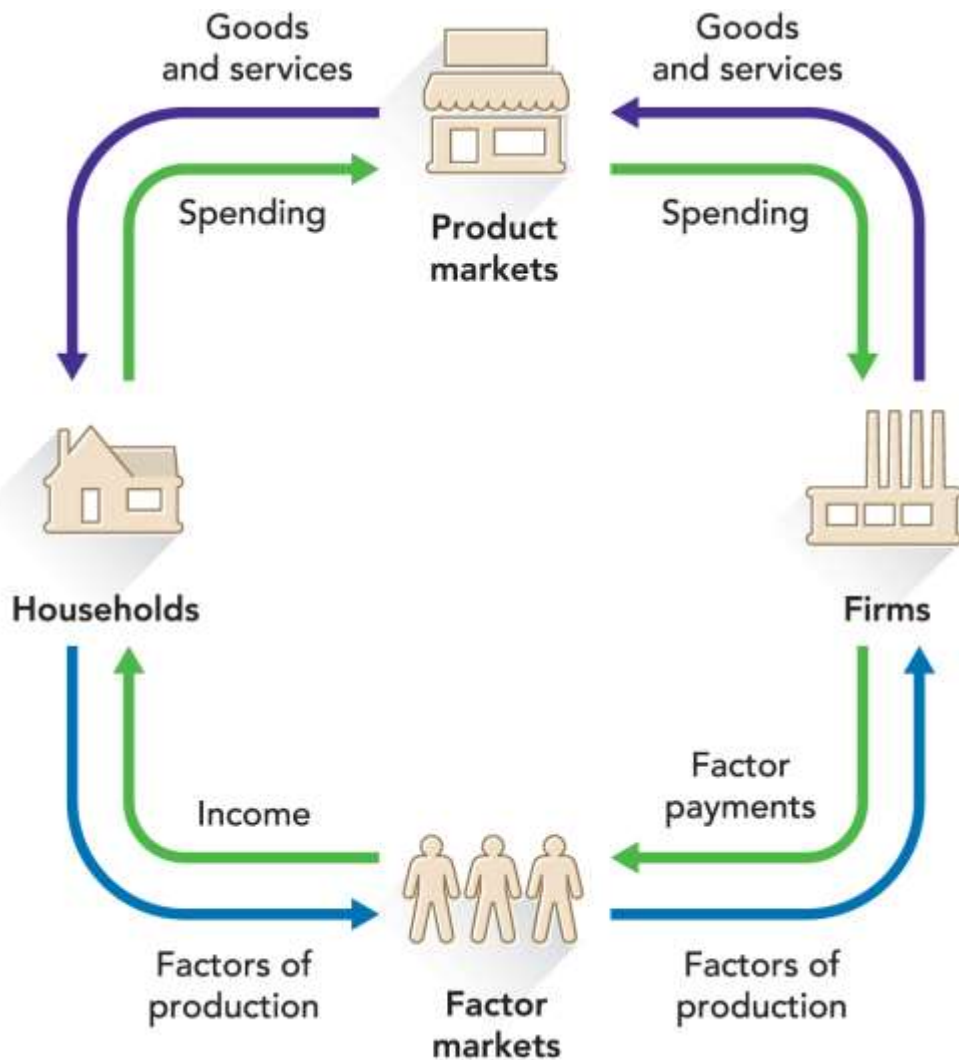 Goods
and services
Goods
and services
Spending
Product
markets
Spending
Households
Firms
Income
Factor
payments
Factors of
production
Factor
markets
Factors of
production